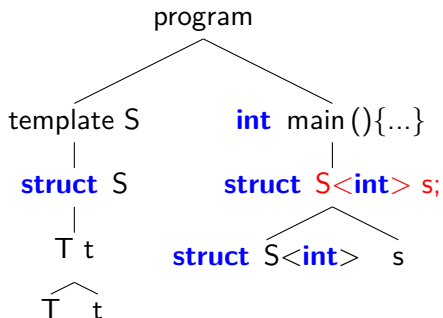 program
template S int main (){...}
struct S struct S<int> s;
T t struct S<int> s
T t